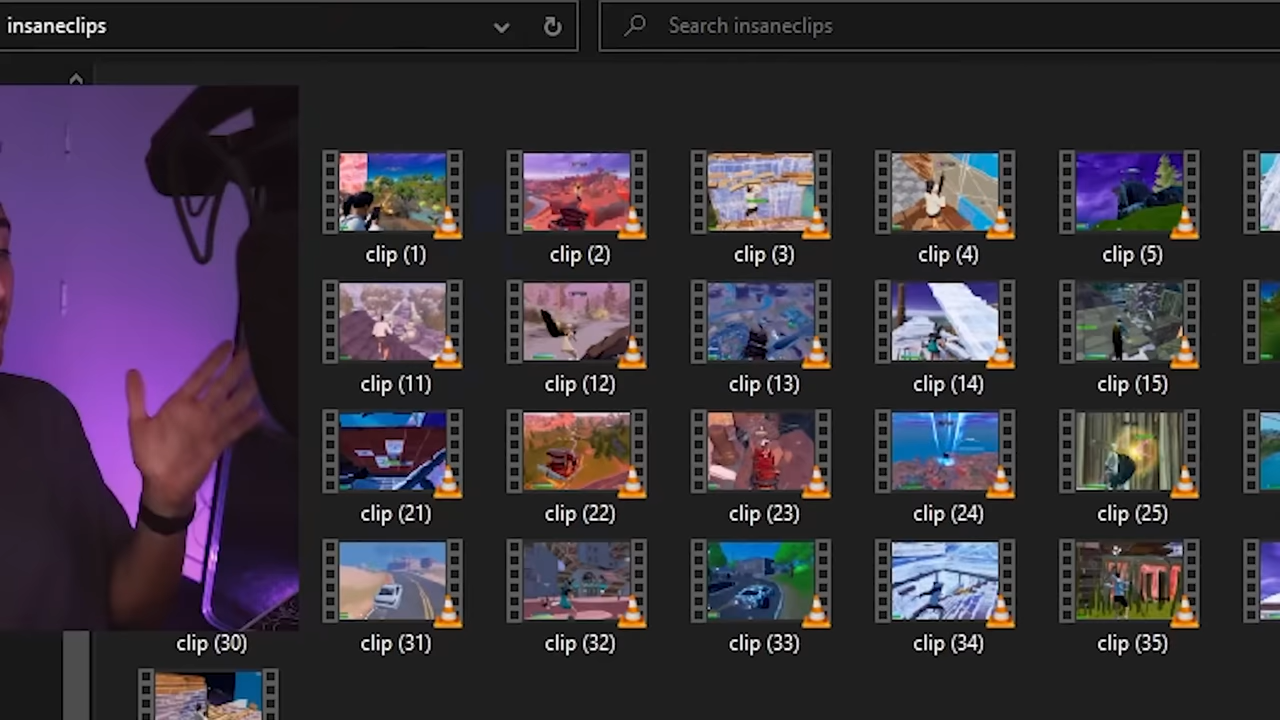 insaneclips
Search insaneclips
clip (1)
clip (2)
clip (3)
clip (4)
clip (5)
clip (11)
clip (12)
clip (13)
clip (14)
clip (15)
clip (21)
clip (22)
clip (23)
clip (24)
clip (25)
clip (30)
clip (31)
clip (32)
clip (33)
clip (34)
clip (35)